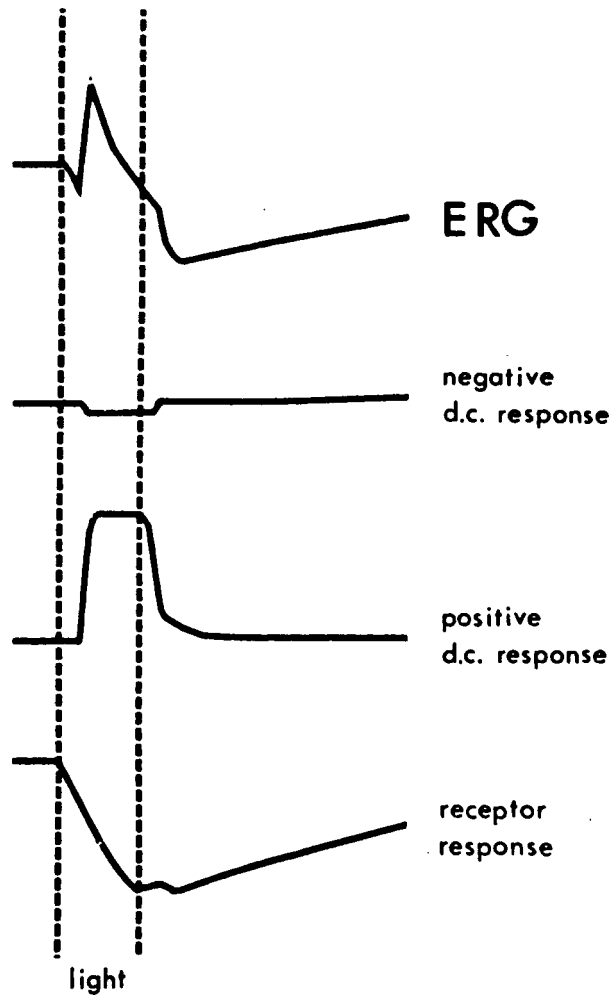 ERG
negative
d.c. response
positive
d.c. response
receptor
response
light